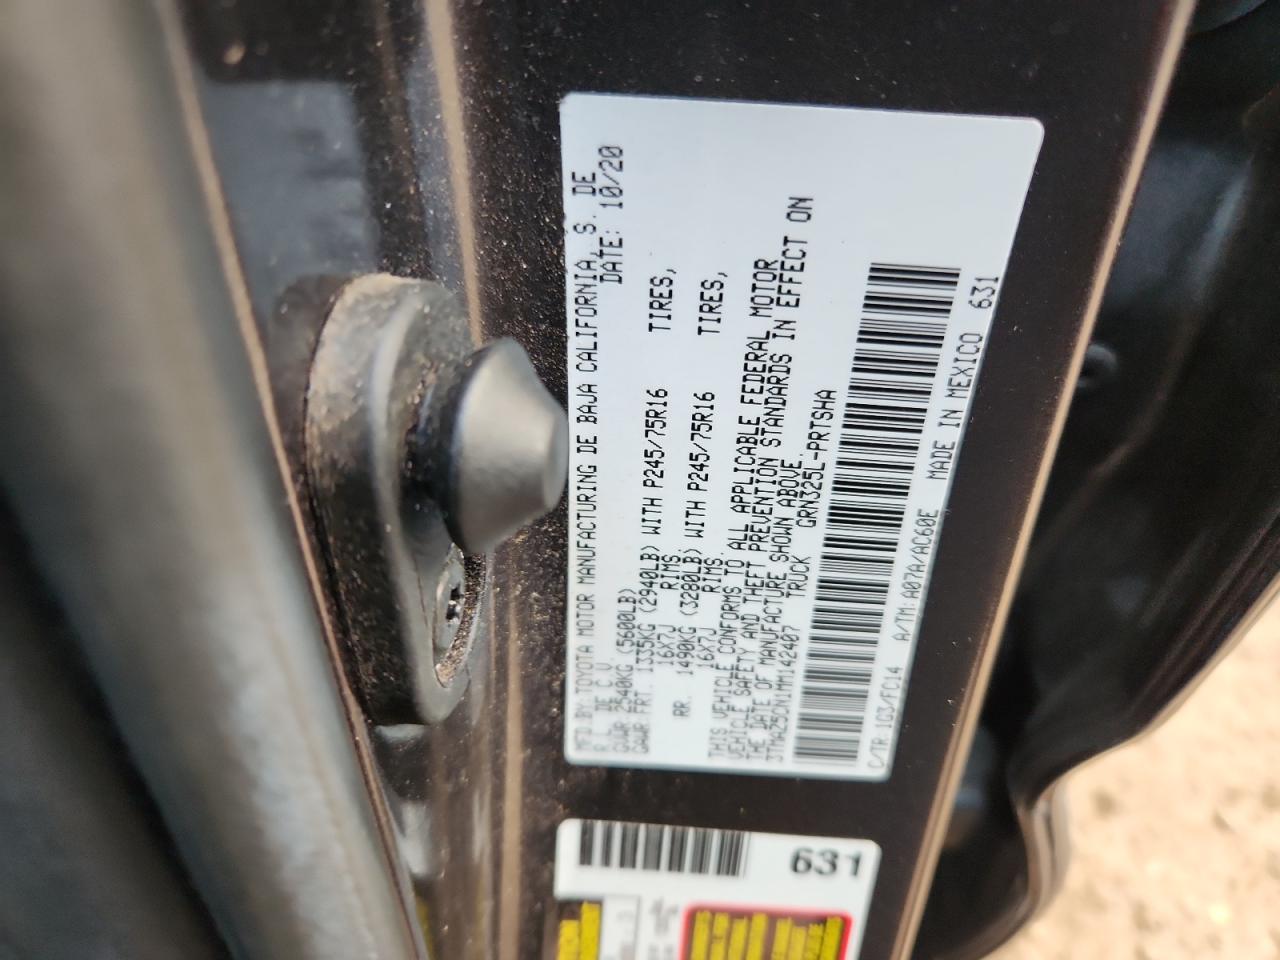 MFD BY: TOYOTA MOTOR MANUFACTURING DE BAJA CALIFORNIA, S. DE
R L DE C.V
DATE: 10/20
GVWR 2540KG (5600LB)
GAWR FRT. 1335KG (2940LB) WITH P245/75R16 TIRES,
16X7J RIMS,
RR. 1490KG (3280LB) WITH P245/75R16 TIRES,
16X7J RIMS.
THIS VEHICLE CONFORMS TO ALL APPLICABLE FEDERAL MOTOR
VEHICLE SAFETY AND THEFT PREVENTION STANDARDS IN EFFECT ON
THE DATE OF MANUFACTURE SHOWN ABOVE.
TRUCK GRN325L-PRTSHA
C/TR: 1G3/FC14 A/TM: A07A/AC60E MADE IN MEXICO 631
631